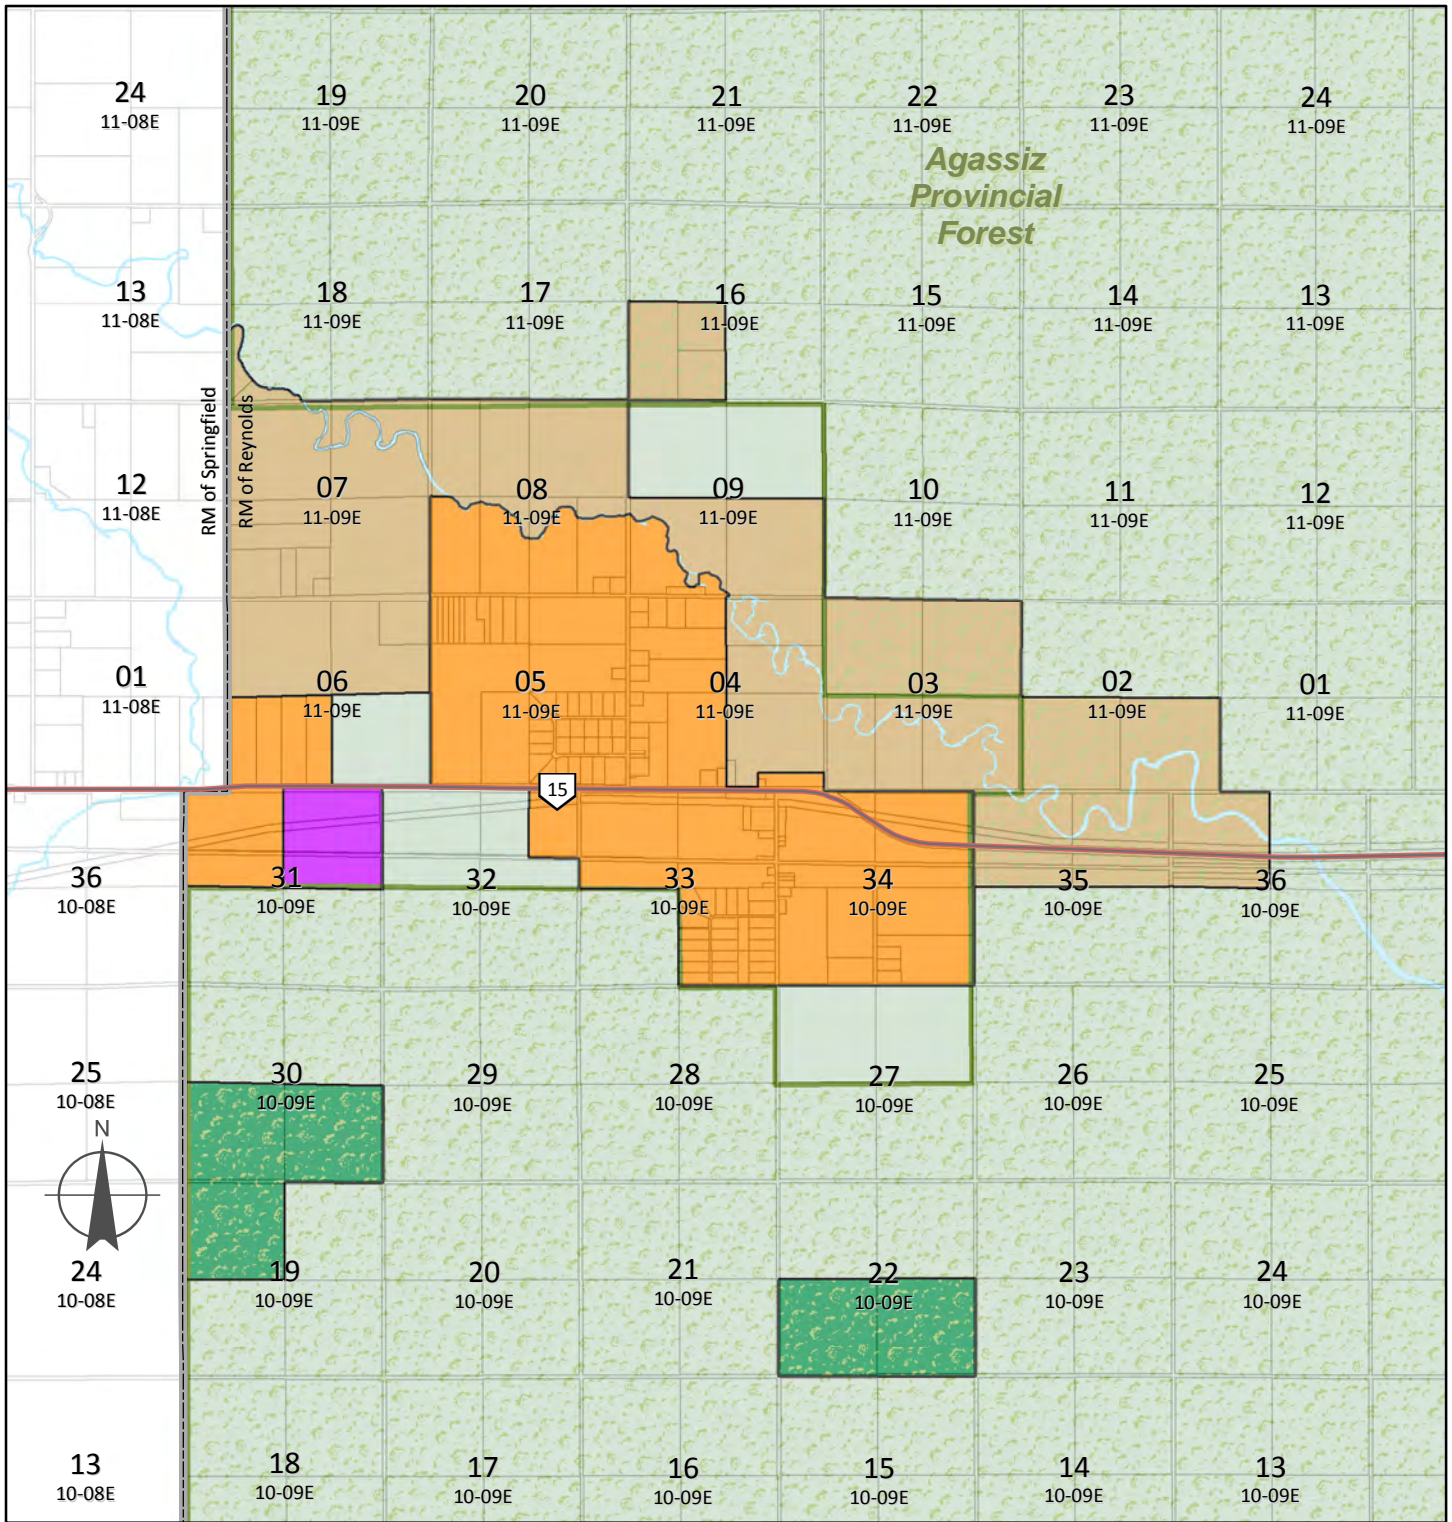 24
11-08E
19
11-09E
20
11-09E
21
11-09E
22
11-09E
23
11-09E
24
11-09E
Agassiz
Provincial
Forest
13
11-08E
18
11-09E
17
11-09E
16
11-09E
15
11-09E
14
11-09E
13
11-09E
RM of Springfield
RM of Reynolds
12
11-08E
07
11-09E
08
11-09E
09
11-09E
10
11-09E
11
11-09E
12
11-09E
01
11-08E
06
11-09E
05
11-09E
04
11-09E
03
11-09E
02
11-09E
01
11-09E
15
36
10-08E
31
10-09E
32
10-09E
33
10-09E
34
10-09E
35
10-09E
36
10-09E
25
10-08E
30
10-09E
29
10-09E
28
10-09E
27
10-09E
26
10-09E
25
10-09E
N
24
10-08E
19
10-09E
20
10-09E
21
10-09E
22
10-09E
23
10-09E
24
10-09E
13
10-08E
18
10-09E
17
10-09E
16
10-09E
15
10-09E
14
10-09E
13
10-09E